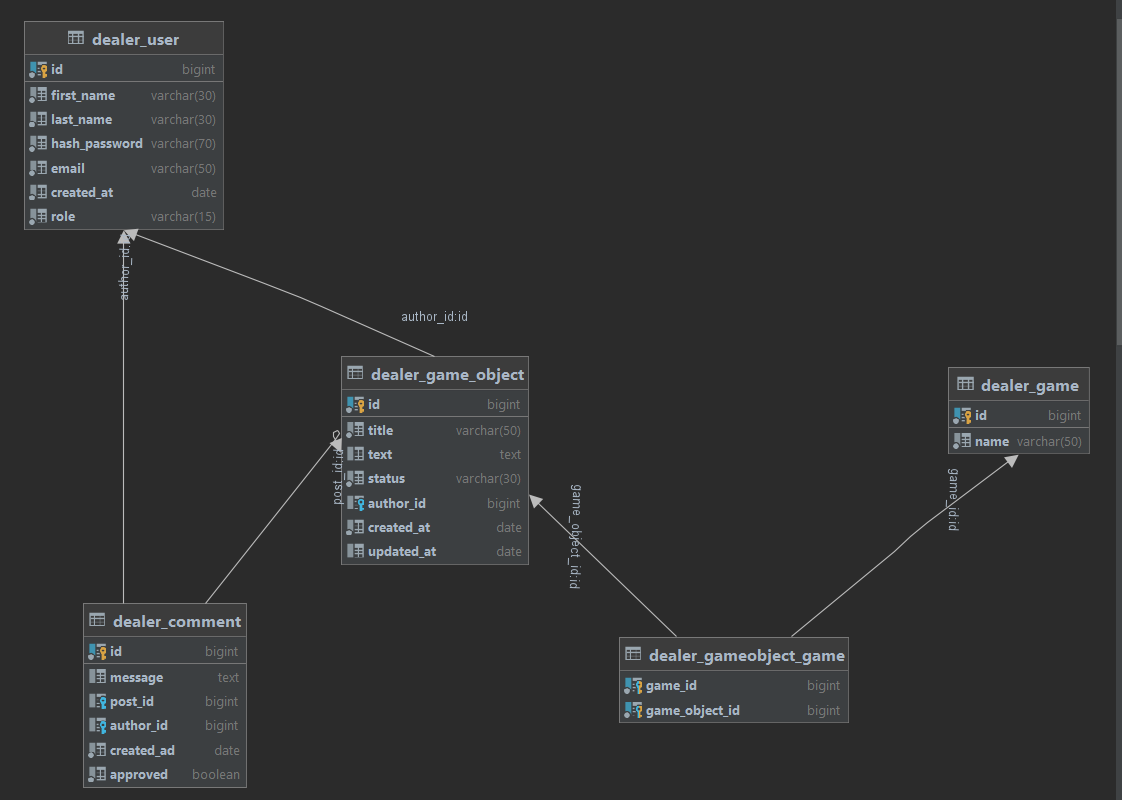 dealer_user
id bigint
first_name varchar(30)
last_name varchar(30)
hash_password varchar(70)
email varchar(50)
created_at date
role varchar(15)
author_id:
author_id:id
dealer_game_object
id bigint
title varchar(50)
text text
status varchar(30)
author_id bigint
created_at date
updated_at date
post_id:id
dealer_game
id bigint
name varchar(50)
game_object_id:id
game_id:id
dealer_comment
id bigint
message text
post_id bigint
author_id bigint
created_ad date
approved boolean
dealer_gameobject_game
game_id bigint
game_object_id bigint